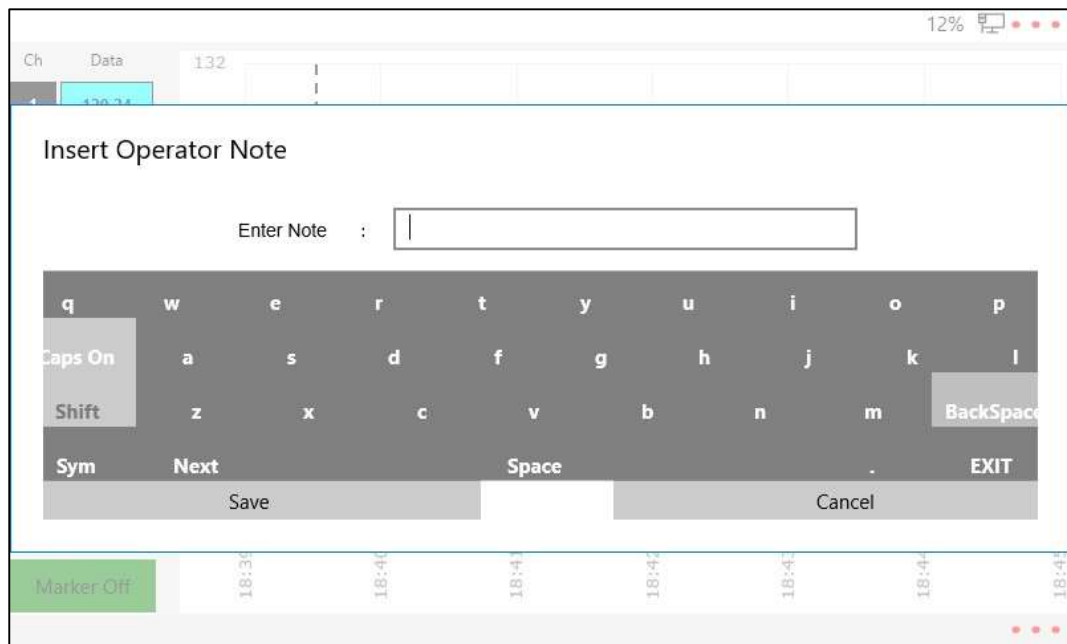 12%
Ch Data 132
Insert Operator Note
Enter Note :
q w e r t y u i o p
Caps On a s d f g h j k l
Shift z x c v b n m BackSpace
Sym Next Space . EXIT
Save Cancel
Marker Off 18:39 18:40 18:41 18:42 18:43 18:44 18:45